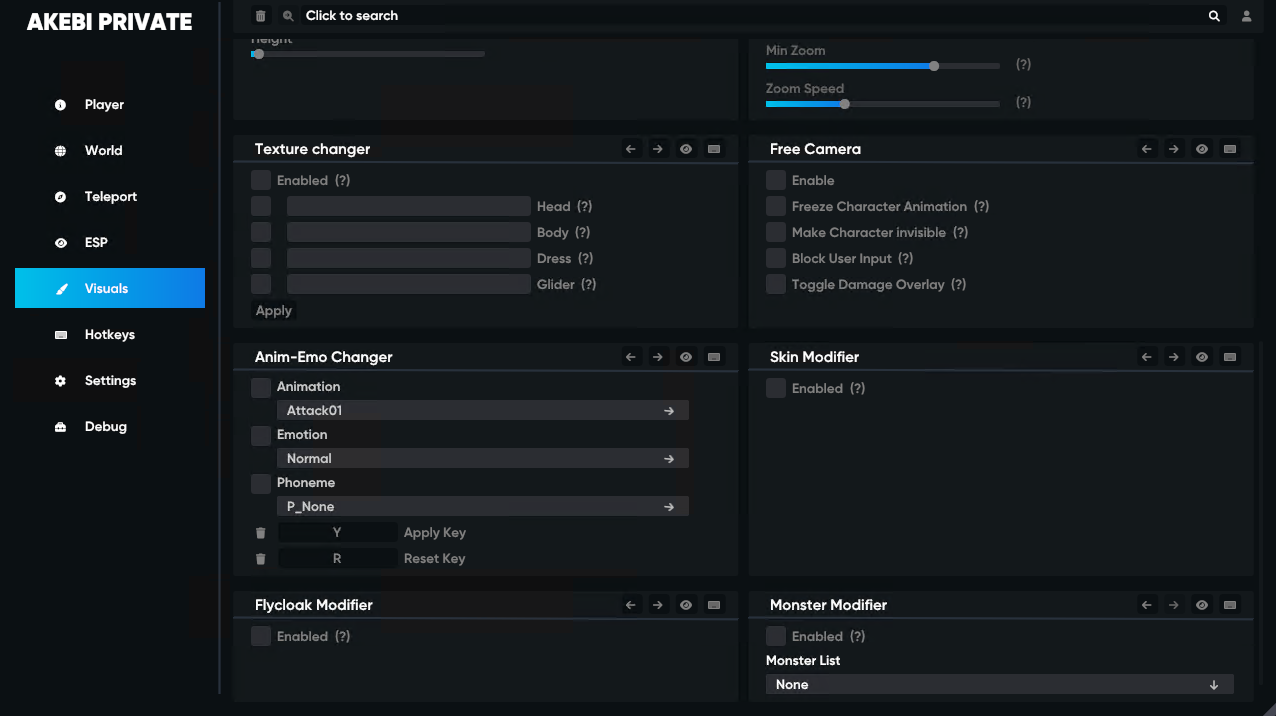 AKEBI PRIVATE
Click to search
Player
World
Teleport
ESP
Visuals
Hotkeys
Settings
Debug
Height
Min Zoom
(?)
Zoom Speed
(?)
Texture changer
Enabled (?)
Head (?)
Body (?)
Dress (?)
Glider (?)
Apply
Free Camera
Enable
Freeze Character Animation (?)
Make Character invisible (?)
Block User Input (?)
Toggle Damage Overlay (?)
Anim-Emo Changer
Animation
Attack01
Emotion
Normal
Phoneme
P_None
Y Apply Key
R Reset Key
Skin Modifier
Enabled (?)
Flycloak Modifier
Enabled (?)
Monster Modifier
Enabled (?)
Monster List
None